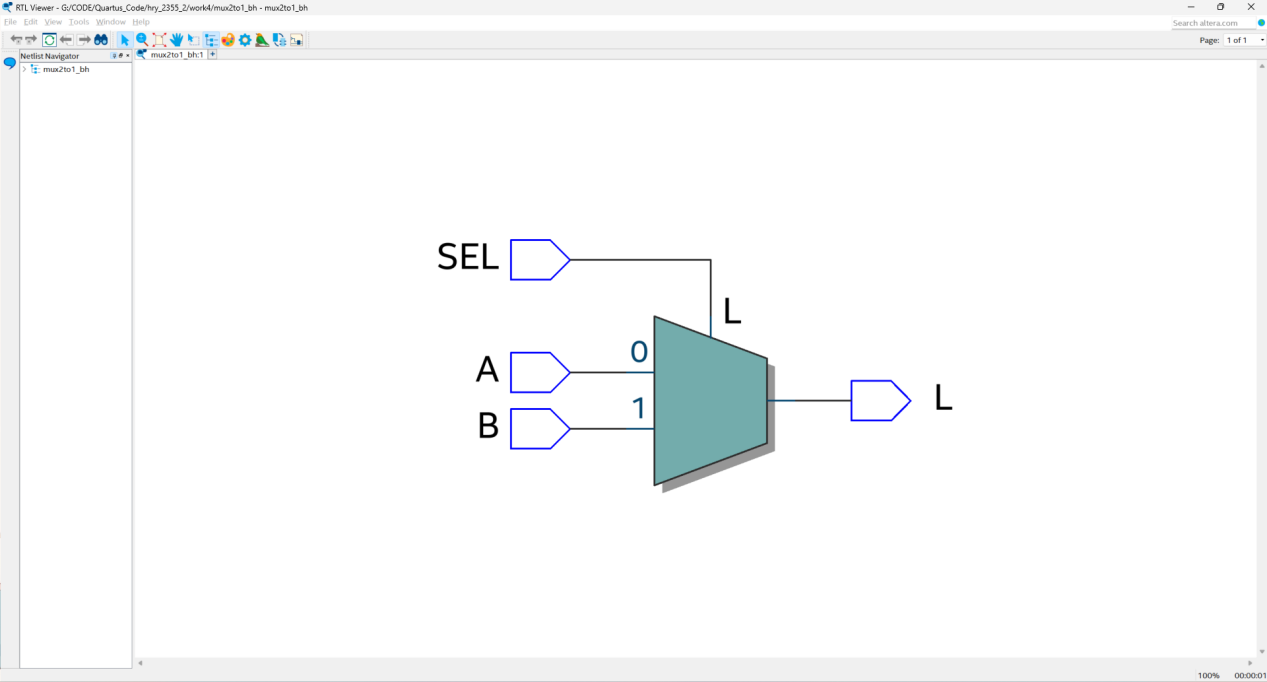 RTL Viewer - G:/CODE/Quartus_Code/hry_2355_2/work4/mux2to1_bh - mux2to1_bh
File Edit View Tools Window Help
Search altera.com
Page: 1 of 1
Netlist Navigator
mux2to1_bh:1
mux2to1_bh
SEL
L
0
A
1
B
L
100% 00:00:01